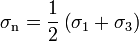 σₙ = 1/2 (σ₁ + σ₃)